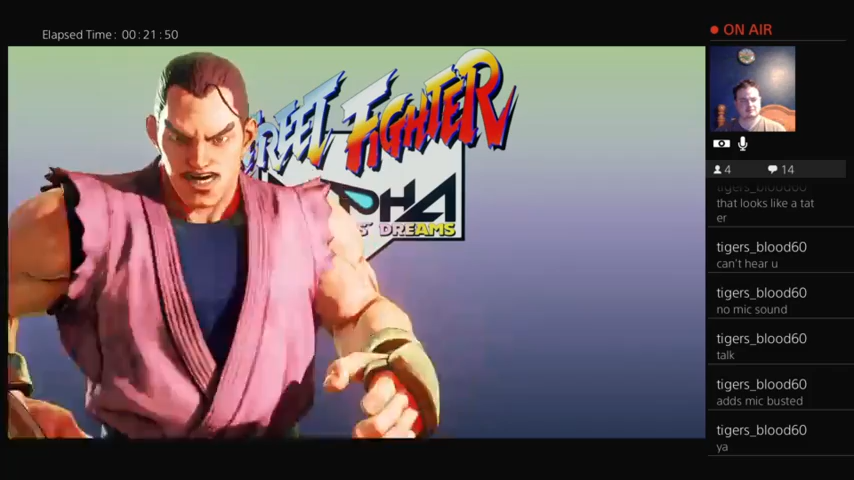 Elapsed Time: 00:21:50
ON AIR
REET FIGHTER
PHA
S' DREAMS
4
14
tigers_blood60
that looks like a tat
er
tigers_blood60
can't hear u
tigers_blood60
no mic sound
tigers_blood60
talk
tigers_blood60
adds mic busted
tigers_blood60
ya